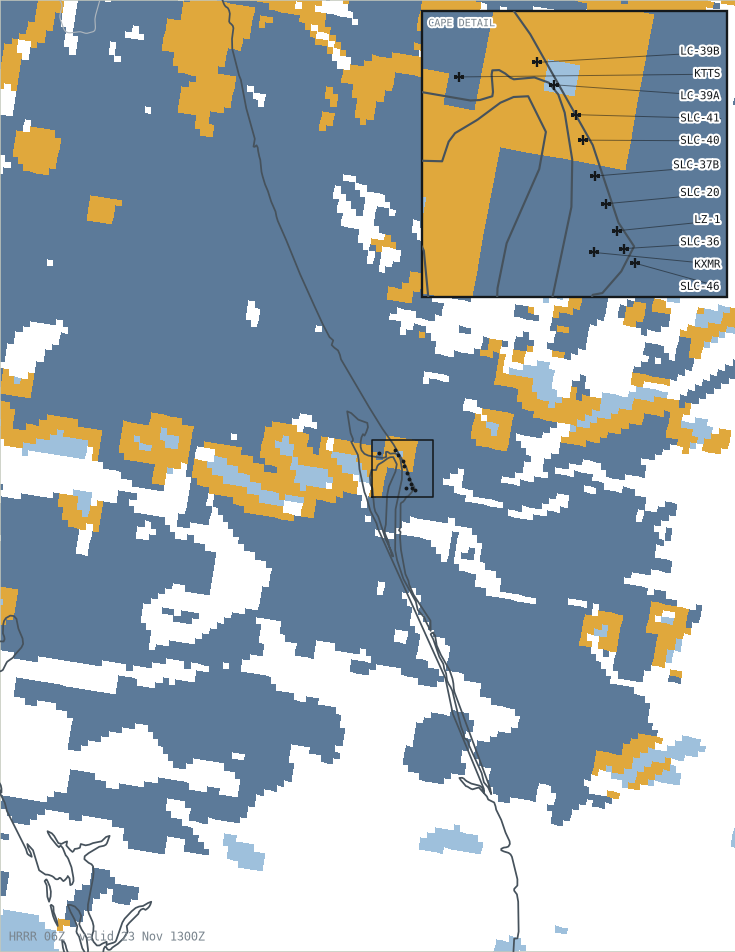 CAPE DETAIL
LC-39B
KTTS
LC-39A
SLC-41
SLC-40
SLC-37B
SLC-20
LZ-1
SLC-36
KXMR
SLC-46
HRRR 06Z valid 23 Nov 1300Z